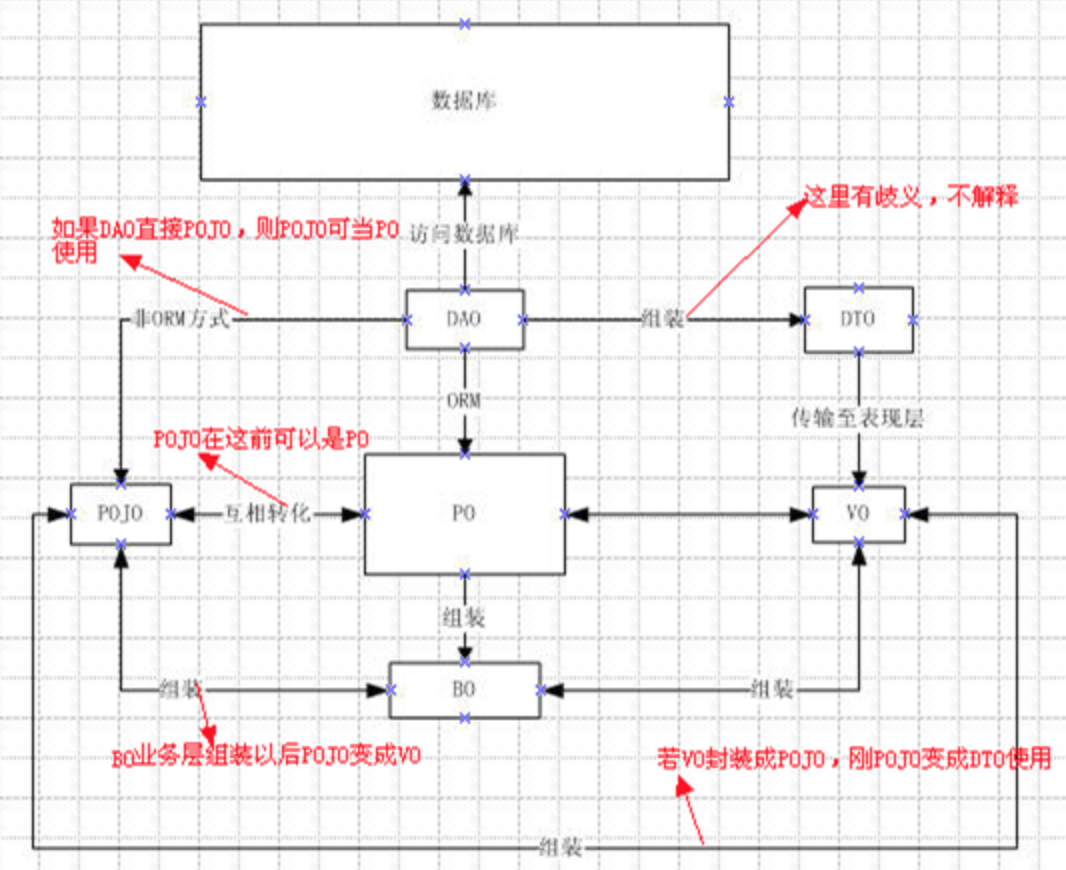 数据库
这里有歧义，不解释
如果DAO直接POJO，则POJO可当PO
使用
访问数据库
非ORM方式
DAO
组装
DTO
ORM
传输至表现层
POJO在这前可以是PO
POJO
互相转化
PO
VO
组装
组装
BO
组装
BO业务层组装以后POJO变成VO
若VO封装成POJO，刚POJO变成DTO使用
组装